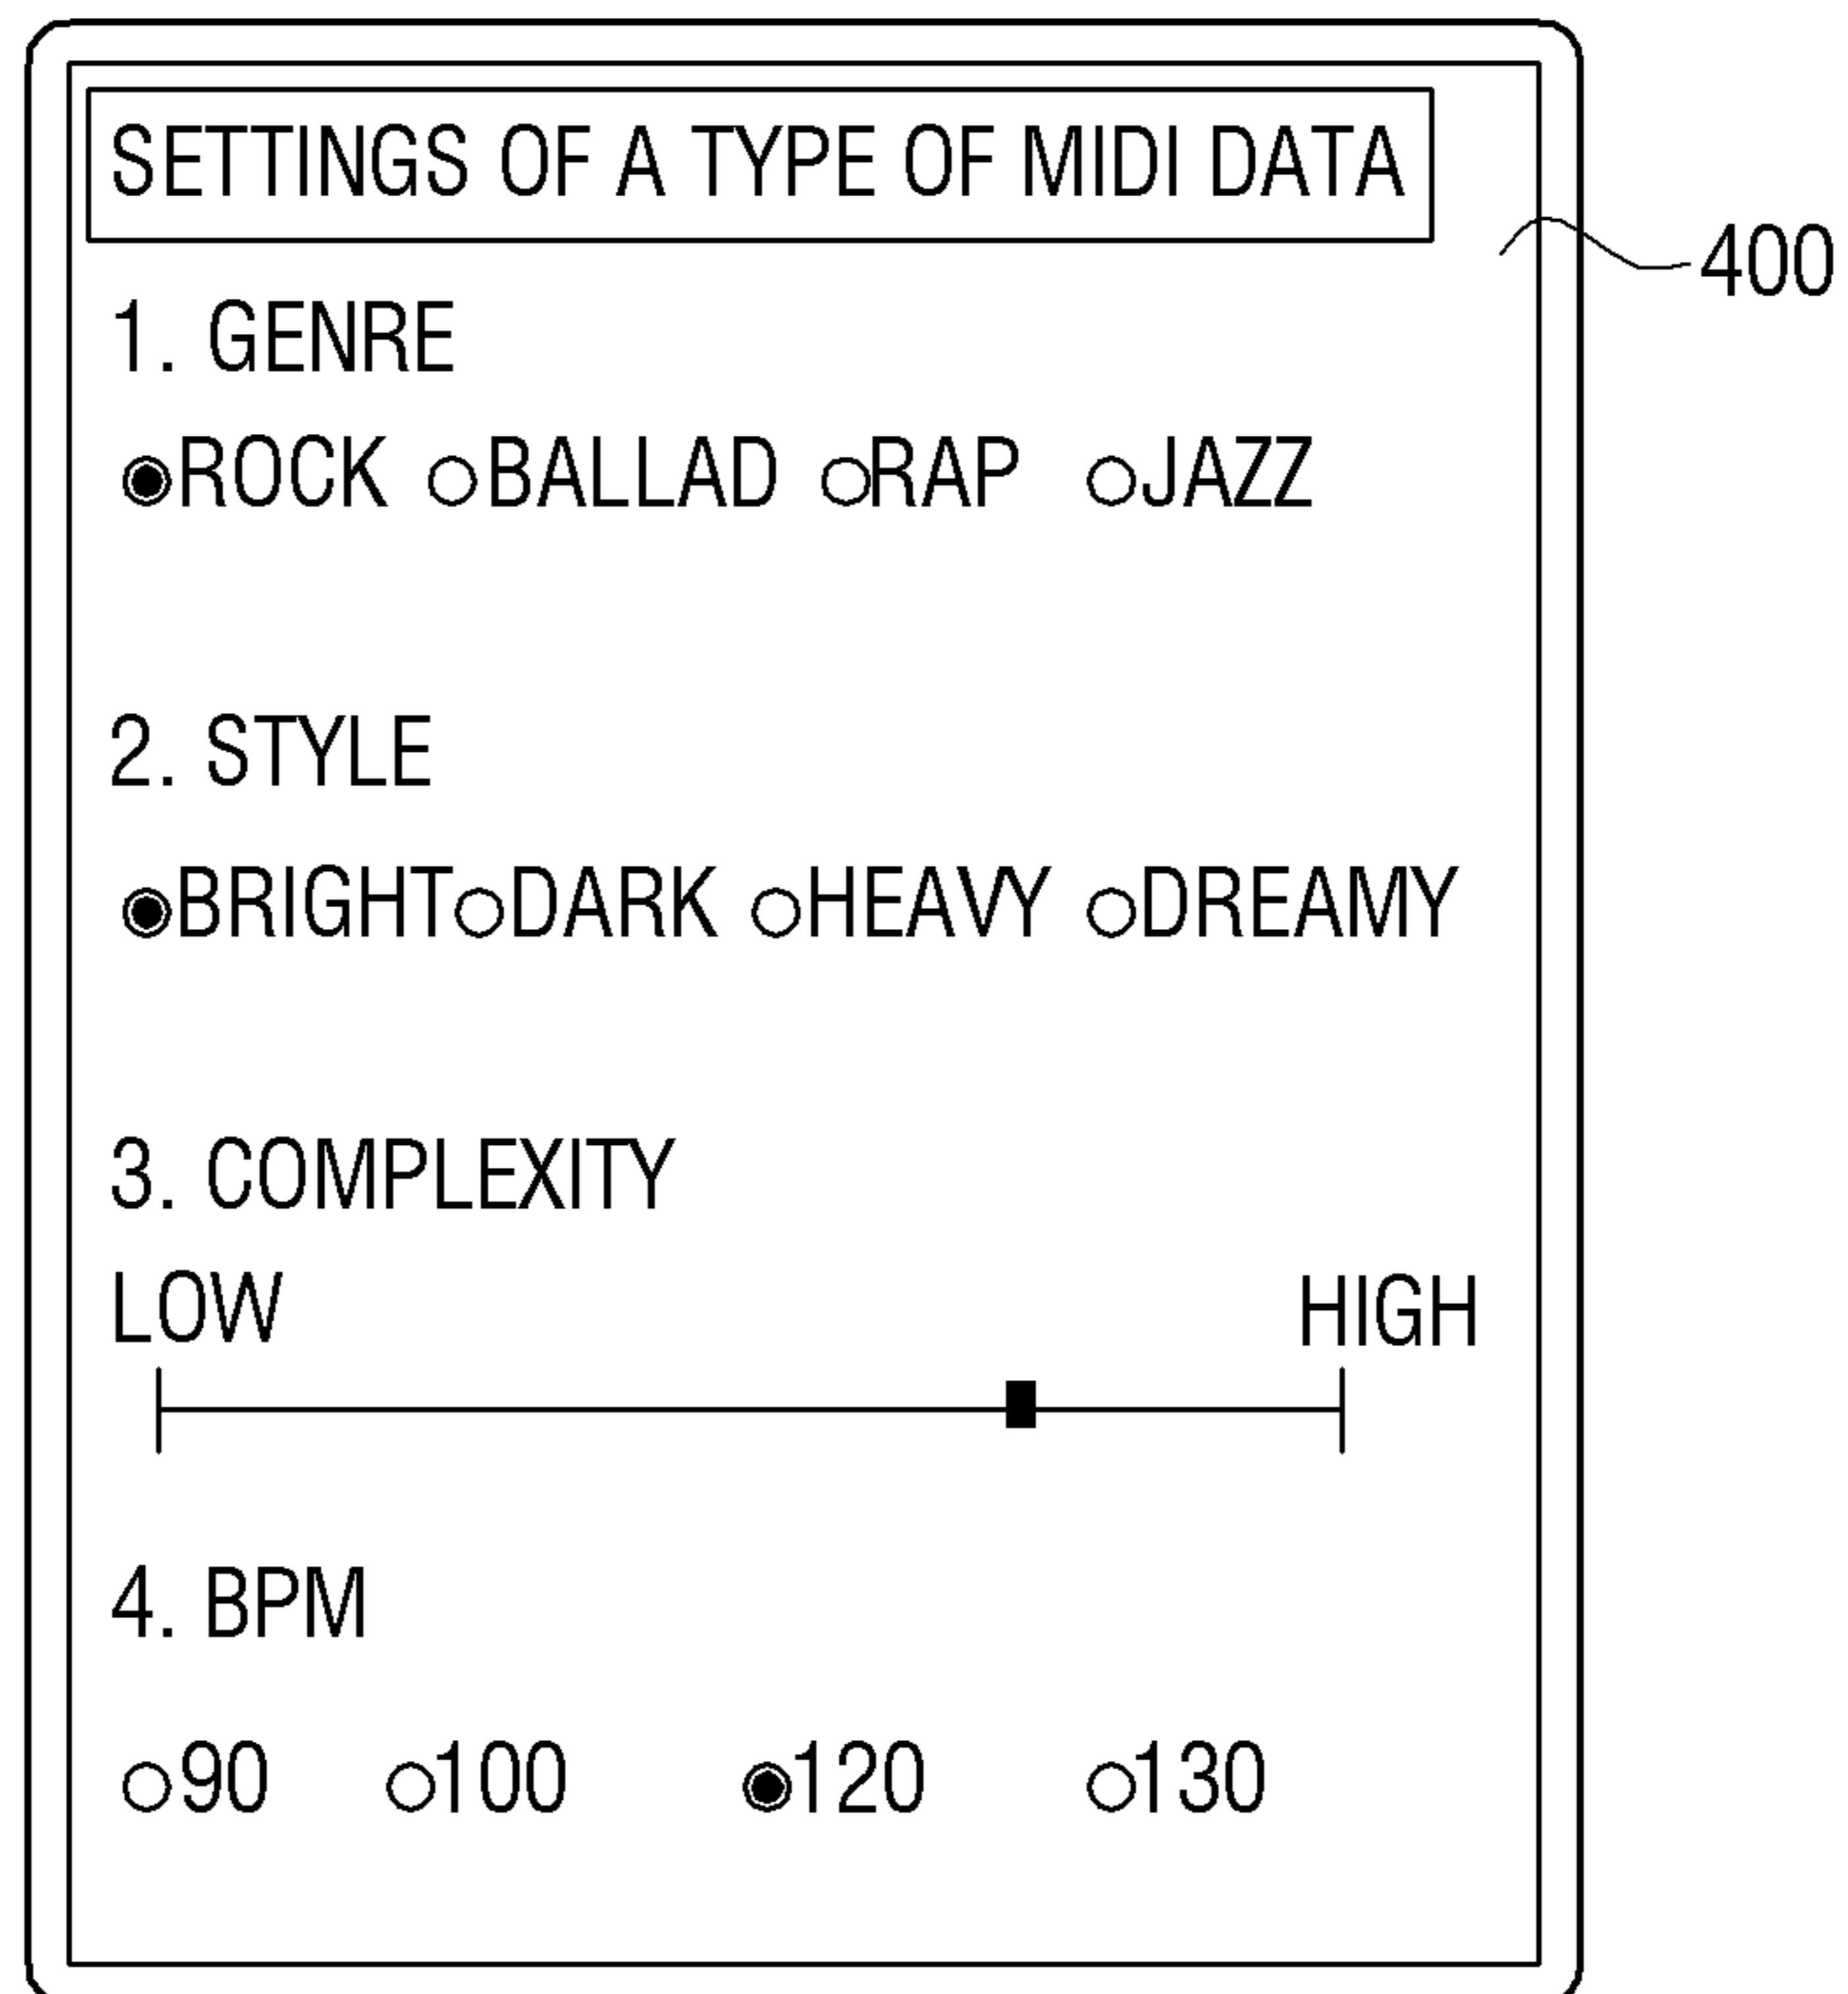 SETTINGS OF A TYPE OF MIDI DATA
400
1. GENRE
ROCK BALLAD RAP JAZZ
2. STYLE
BRIGHT DARK HEAVY DREAMY
3. COMPLEXITY
LOW HIGH
4. BPM
90 100 120 130